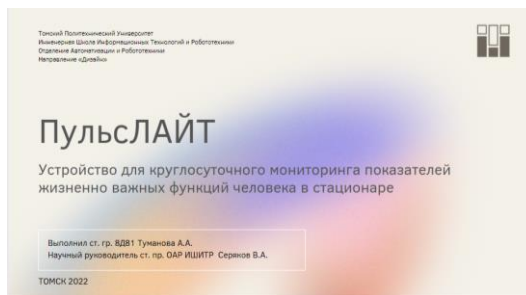 Томский Политехнический Университет
Инженерная Школа Информационных Технологий и Робототехники
Отделение Автоматизации и Робототехники
Направление «Дизайн»
ПульсЛАЙТ
Устройство для круглосуточного мониторинга показателей
жизненно важных функций человека в стационаре
Выполнил ст. гр. 8Д81 Туманова А.А.
Научный руководитель ст. пр. ОАР ИШИТР Серяков В.А.
ТОМСК 2022